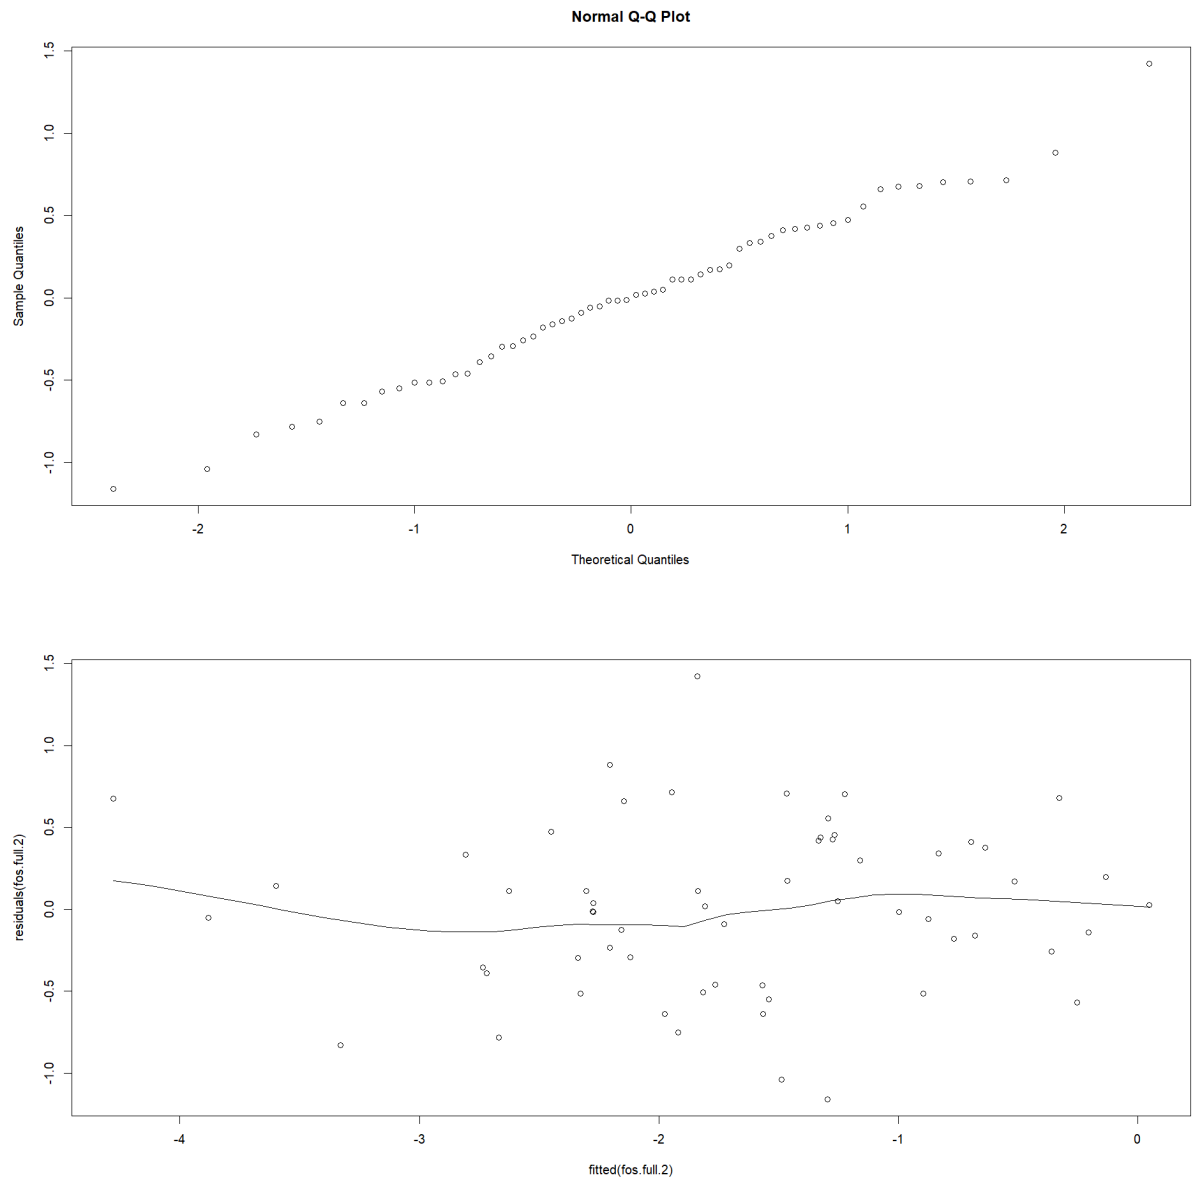 Normal Q-Q Plot
1.5
1.0
0.5
0.0
-0.5
-1.0
Sample Quantiles
-2 -1 0 1 2
Theoretical Quantiles
1.5
1.0
0.5
0.0
-0.5
-1.0
residuals(fos.full.2)
-4 -3 -2 -1 0
fitted(fos.full.2)